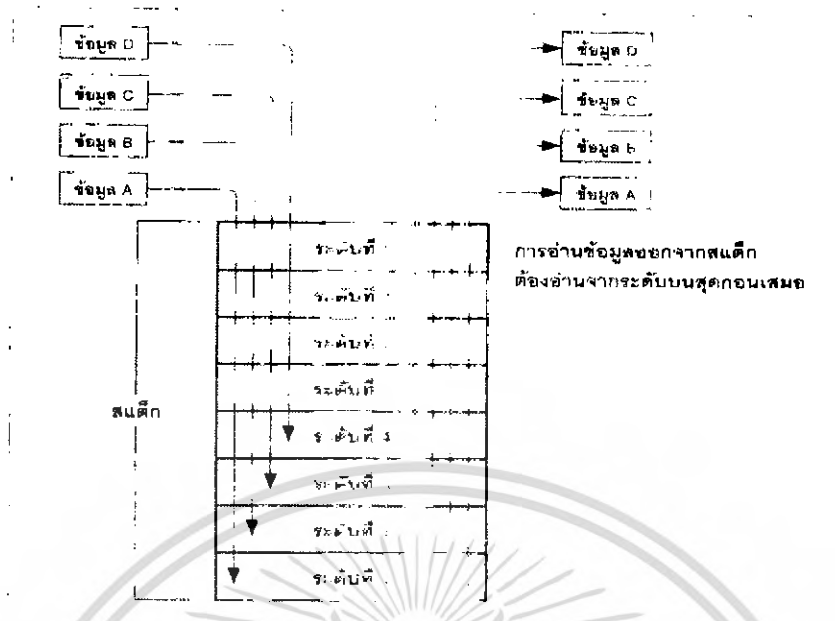 ข้อมูล D
ข้อมูล D
ข้อมูล C
ข้อมูล C
ข้อมูล B
ข้อมูล B
ข้อมูล A
ข้อมูล A
ระดับที่
การอ่านข้อมูลออกจากสแต็ก
ต้องอ่านจากระดับบนสุดก่อนเสมอ
ระดับที่
ระดับที่
ระดับที่
สแต็ก
ระดับที่
ระดับที่
ระดับที่
ระดับที่